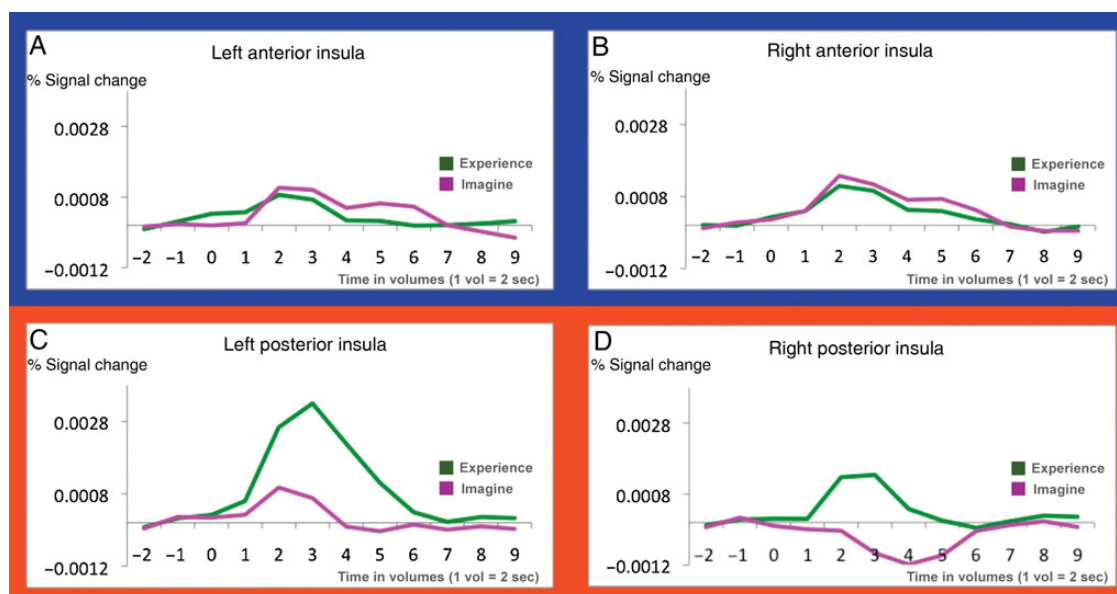 A
Left anterior insula
% Signal change
0.0028
0.0008
−0.0012
Experience
Imagine
−2 −1 0 1 2 3 4 5 6 7 8 9
Time in volumes (1 vol = 2 sec)
B
Right anterior insula
% Signal change
0.0028
0.0008
−0.0012
Experience
Imagine
−2 −1 0 1 2 3 4 5 6 7 8 9
Time in volumes (1 vol = 2 sec)
C
Left posterior insula
% Signal change
0.0028
0.0008
−0.0012
Experience
Imagine
−2 −1 0 1 2 3 4 5 6 7 8 9
Time in volumes (1 vol = 2 sec)
D
Right posterior insula
% Signal change
0.0028
0.0008
−0.0012
Experience
Imagine
−2 −1 0 1 2 3 4 5 6 7 8 9
Time in volumes (1 vol = 2 sec)